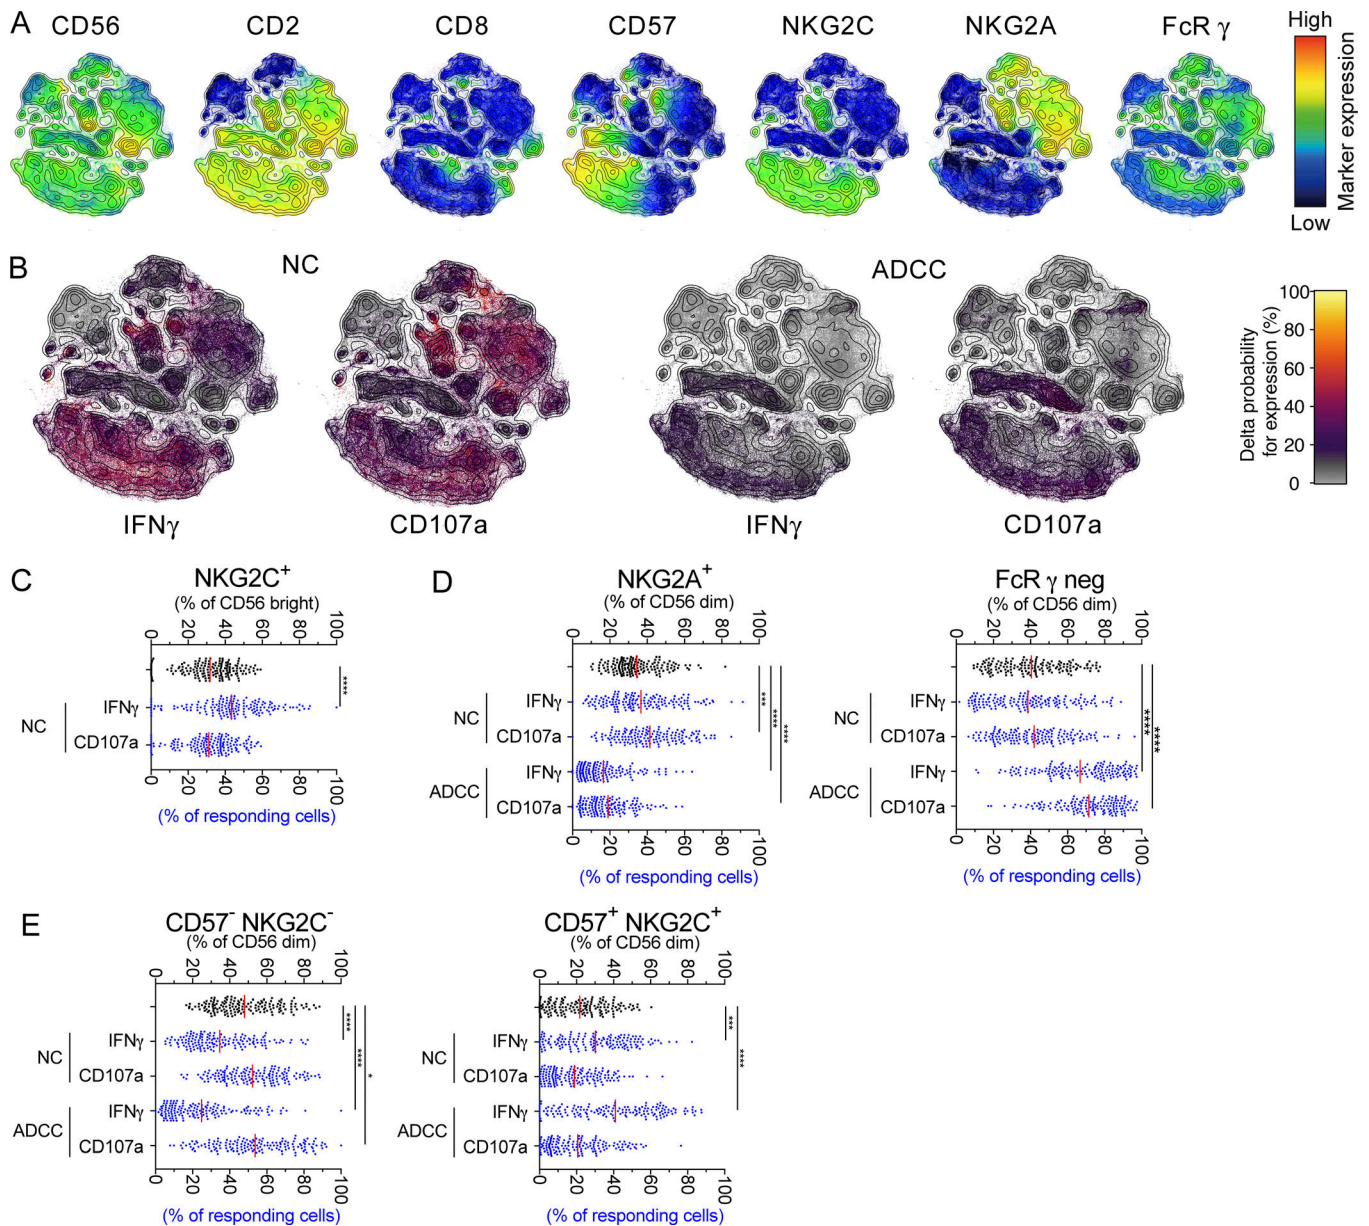 A
CD56
CD2
CD8
CD57
NKG2C
NKG2A
FcR γ
High
Low
Marker expression
B
NC
ADCC
IFNγ
CD107a
IFNγ
CD107a
Delta probability
for expression (%)
100
80
60
40
20
0
C
NKG2C+
(% of CD56 bright)
0 20 40 60 80 100
****
NC
IFNγ
CD107a
0 20 40 60 80 100
(% of responding cells)
D
NKG2A+
(% of CD56 dim)
0 20 40 60 80 100
NC
IFNγ
CD107a
ADCC
IFNγ
CD107a
***
****
****
0 20 40 60 80 100
(% of responding cells)
FcR γ neg
(% of CD56 dim)
0 20 40 60 80 100
NC
IFNγ
CD107a
ADCC
IFNγ
CD107a
****
****
0 20 40 60 80 100
(% of responding cells)
E
CD57- NKG2C-
(% of CD56 dim)
0 20 40 60 80 100
NC
IFNγ
CD107a
ADCC
IFNγ
CD107a
****
****
*
0 20 40 60 80 100
(% of responding cells)
CD57+ NKG2C+
(% of CD56 dim)
0 20 40 60 80 100
NC
IFNγ
CD107a
ADCC
IFNγ
CD107a
***
****
0 20 40 60 80 100
(% of responding cells)